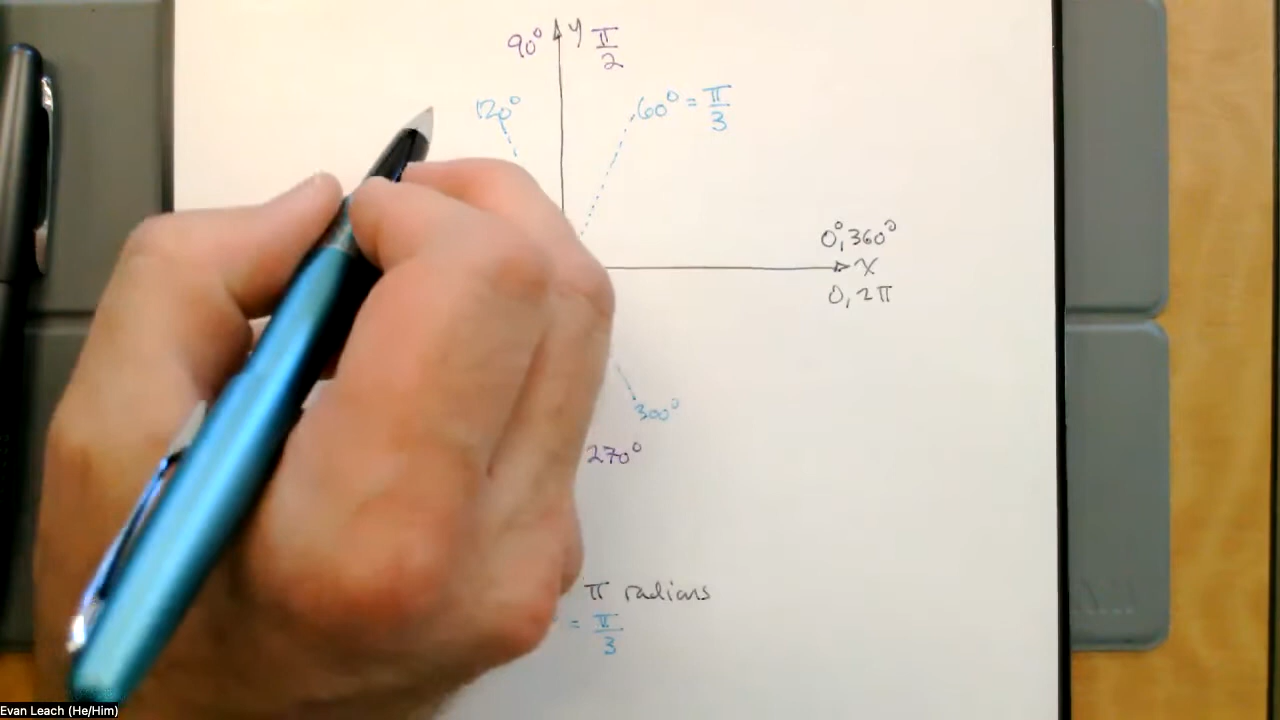 90° y π/2
120° 60° = π/3
0°, 360°
x
0, 2π
300°
270°
π radians
= π/3
Evan Leach (He/Him)